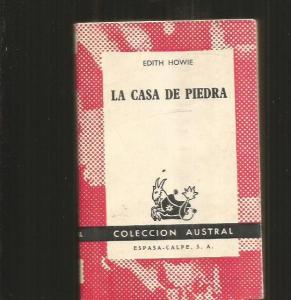 EDITH HOWIE
LA CASA DE PIEDRA
COLECCION AUSTRAL
ESPASA-CALPE, S. A.